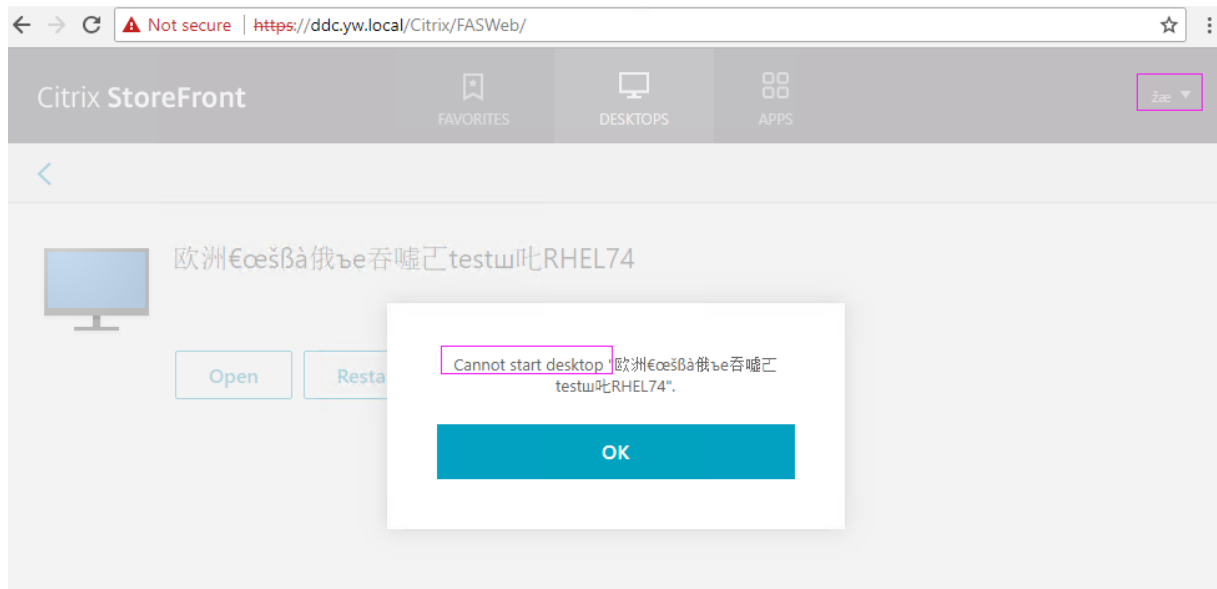 Not secure | https://ddc.yw.local/Citrix/FASWeb/
Citrix StoreFront
FAVORITES
DESKTOPS
APPS
žæ
欧洲€œšßà俄ъe吞噓丆testш叱RHEL74
Open
Resta
Cannot start desktop "欧洲€œšßà俄ъe吞噓丆
testш叱RHEL74".
OK